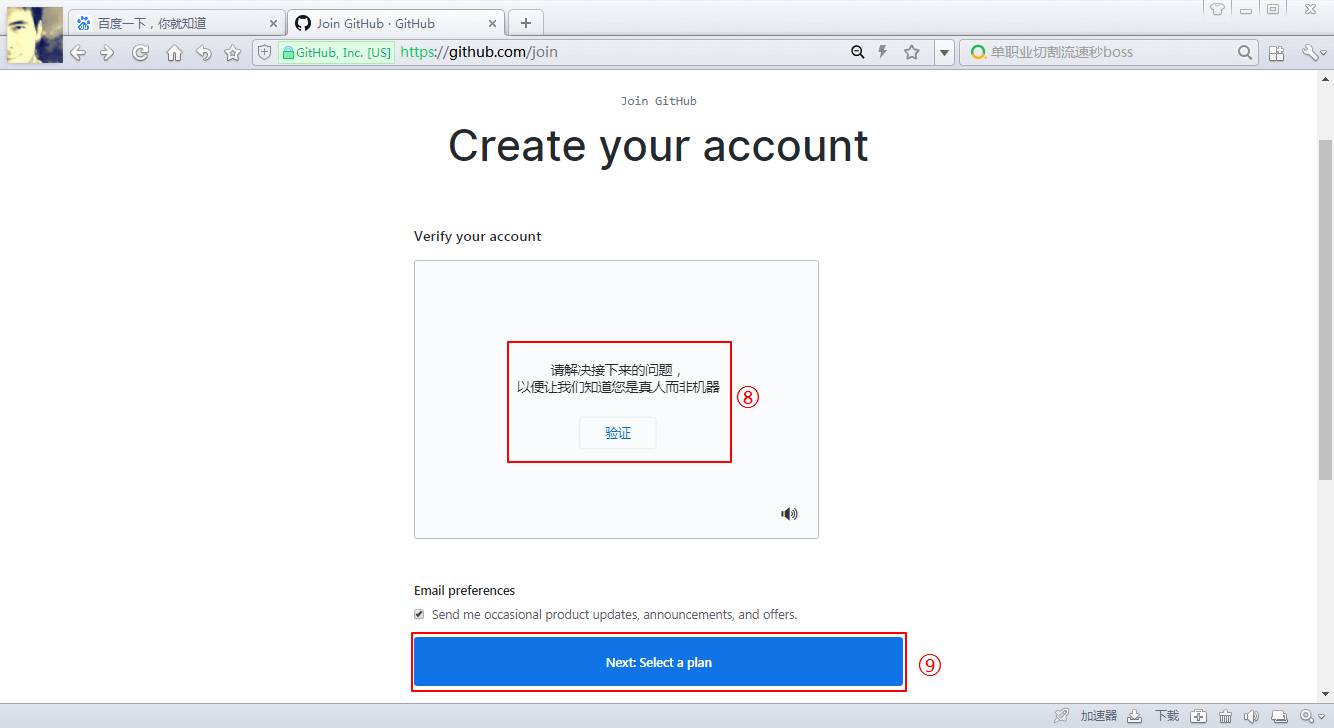 百度一下，你就知道
Join GitHub · GitHub
GitHub, Inc. [US]
https://github.com/join
单职业切割流速秒boss
Join GitHub
Create your account
Verify your account
请解决接下来的问题，
以便让我们知道您是真人而非机器
⑧
验证
Email preferences
Send me occasional product updates, announcements, and offers.
Next: Select a plan
⑨
加速器
下载